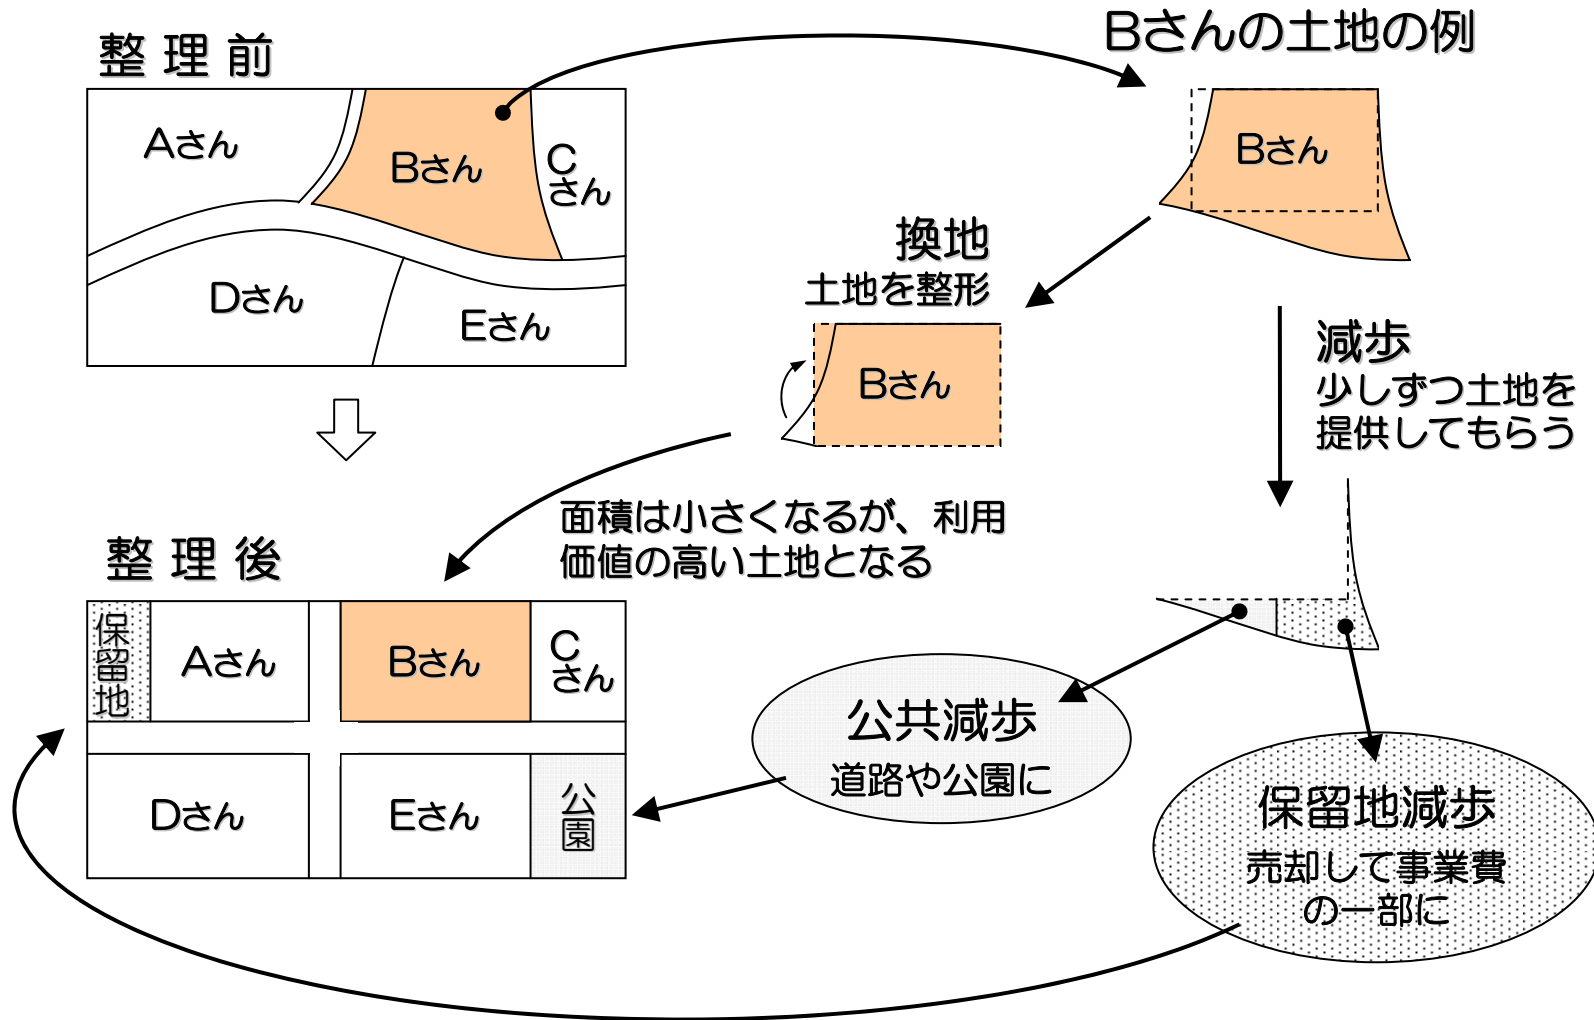 整理前
Aさん
Bさん
C
さん
Dさん
Eさん
Bさんの土地の例
Bさん
換地
土地を整形
Bさん
減歩
少しずつ土地を
提供してもらう
面積は小さくなるが、利用
価値の高い土地となる
整理後
保留地
Aさん
Bさん
C
さん
Dさん
Eさん
公園
公共減歩
道路や公園に
保留地減歩
売却して事業費
の一部に